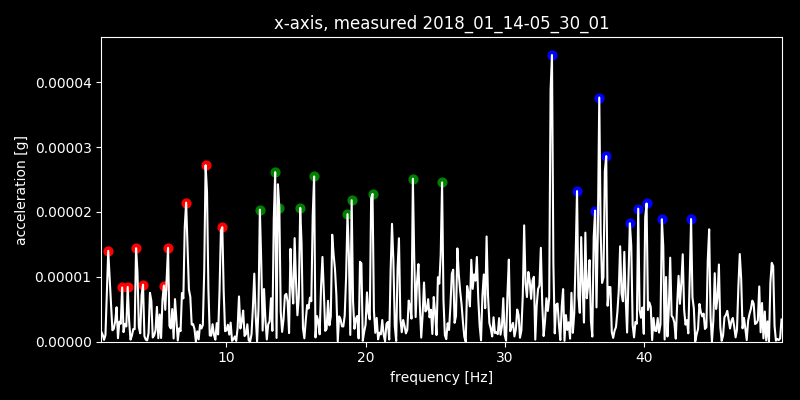 x-axis, measured 2018_01_14-05_30_01
acceleration [g]
0.00004
0.00003
0.00002
0.00001
0.00000
10 20 30 40
frequency [Hz]